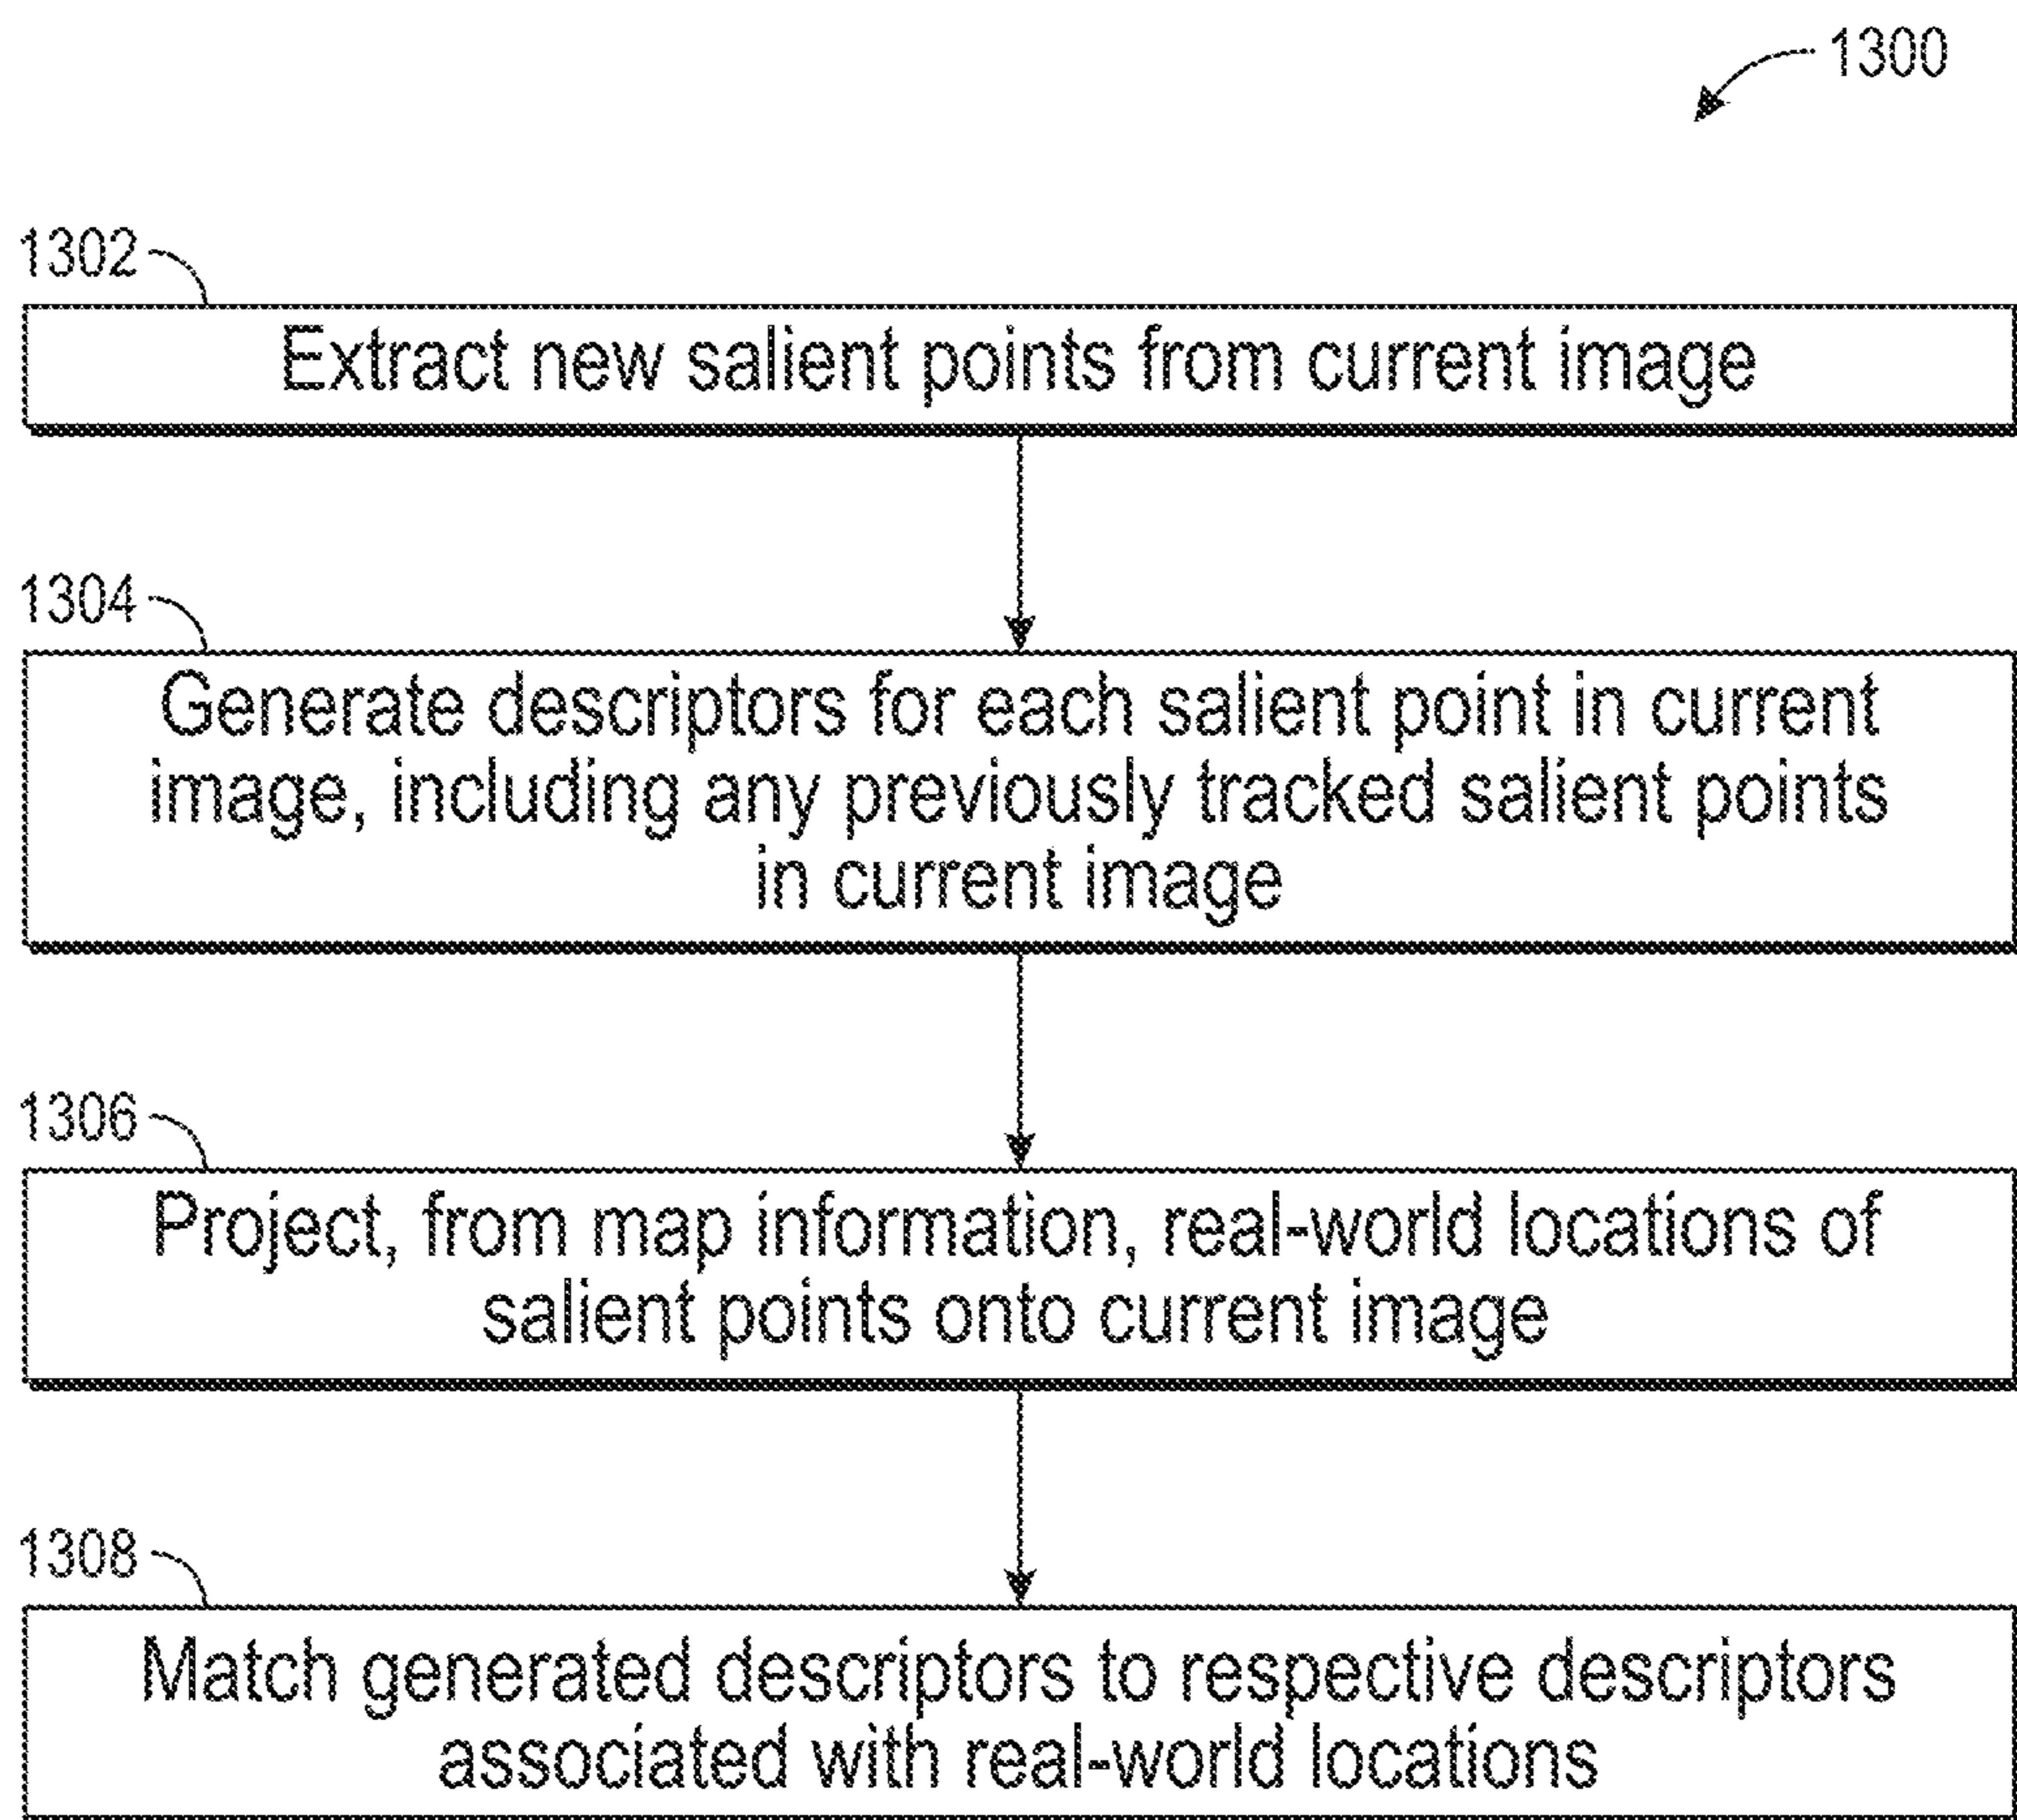 1300
1302
Extract new salient points from current image
1304
Generate descriptors for each salient point in current
image, including any previously tracked salient points
in current image
1306
Project, from map information, real-world locations of
salient points onto current image
1308
Match generated descriptors to respective descriptors
associated with real-world locations